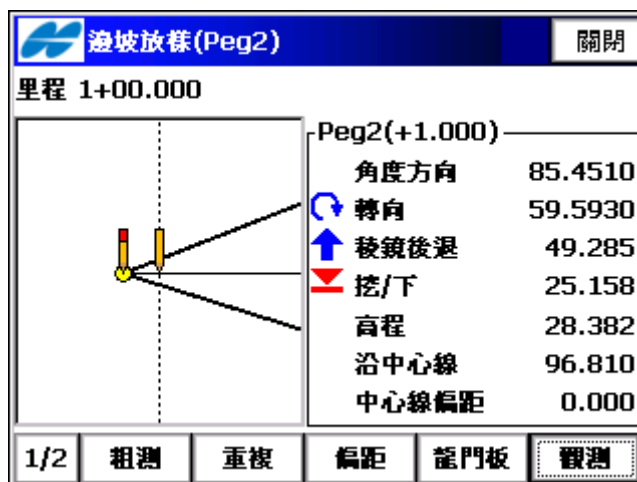 邊坡放樣(Peg2)
關閉
里程 1+00.000
Peg2(+1.000)
角度方向 85.4510
轉向 59.5930
稜鏡後退 49.285
挖/下 25.158
高程 28.382
沿中心線 96.810
中心線偏距 0.000
1/2 粗測 重複 偏距 龍門板 觀測